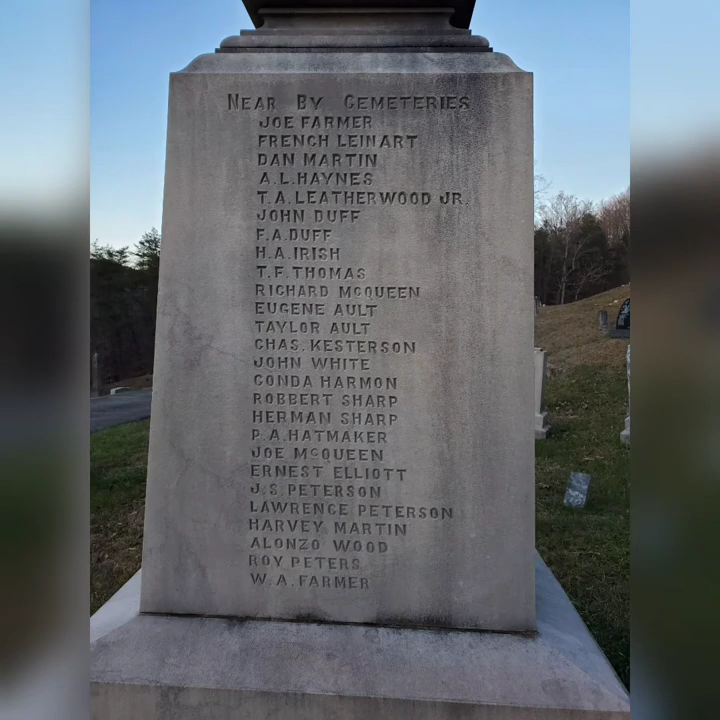 NEAR BY CEMETERIES
JOE FARMER
FRENCH LEINART
DAN MARTIN
A.L.HAYNES
T.A.LEATHERWOOD JR.
JOHN DUFF
F.A.DUFF
H.A.IRISH
T.F.THOMAS
RICHARD McQUEEN
EUGENE AULT
TAYLOR AULT
CHAS.KESTERSON
JOHN WHITE
CONDA HARMON
ROBBERT SHARP
HERMAN SHARP
P.A.HATMAKER
JOE McQUEEN
ERNEST ELLIOTT
J.S.PETERSON
LAWRENCE PETERSON
HARVEY MARTIN
ALONZO WOOD
ROY PETERS
W.A.FARMER